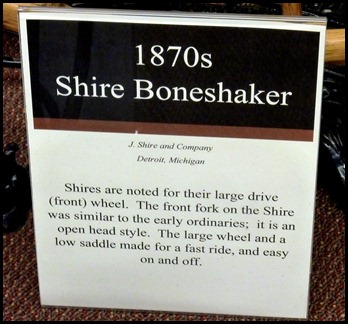 1870s
Shire Boneshaker
J. Shire and Company
Detroit, Michigan
Shires are noted for their large drive
(front) wheel. The front fork on the Shire
was similar to the early ordinaries; it is an
open head style. The large wheel and a
low saddle made for a fast ride, and easy
on and off.